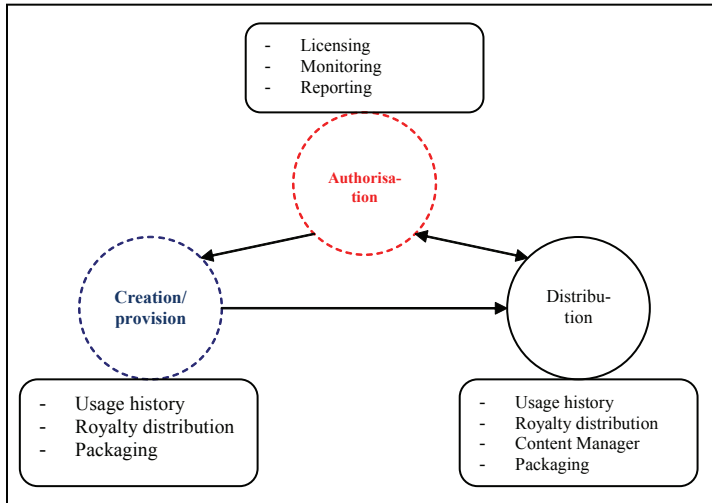 - Licensing
- Monitoring
- Reporting
Authorisa-
tion
Creation/
provision
Distribu-
tion
- Usage history
- Royalty distribution
- Packaging
- Usage history
- Royalty distribution
- Content Manager
- Packaging